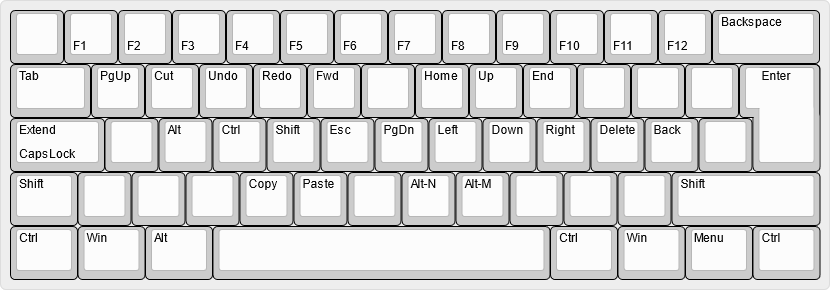 F1 F2 F3 F4 F5 F6 F7 F8 F9 F10 F11 F12 Backspace
Tab PgUp Cut Undo Redo Fwd Home Up End Enter
Extend Alt Ctrl Shift Esc PgDn Left Down Right Delete Back
CapsLock
Shift Copy Paste Alt-N Alt-M Shift
Ctrl Win Alt Ctrl Win Menu Ctrl